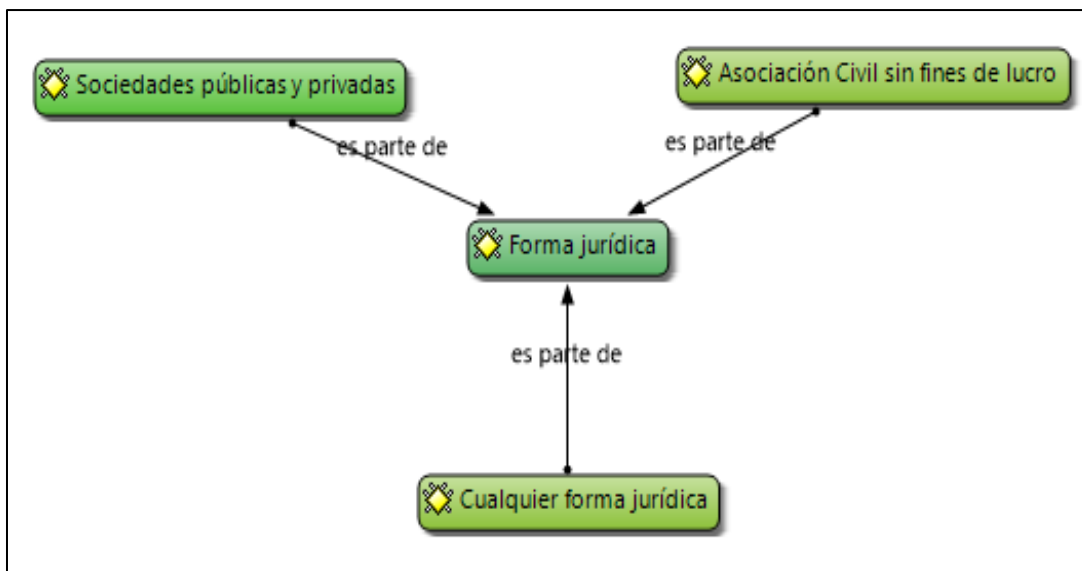 Sociedades públicas y privadas
Asociación Civil sin fines de lucro
es parte de
es parte de
Forma jurídica
es parte de
Cualquier forma jurídica